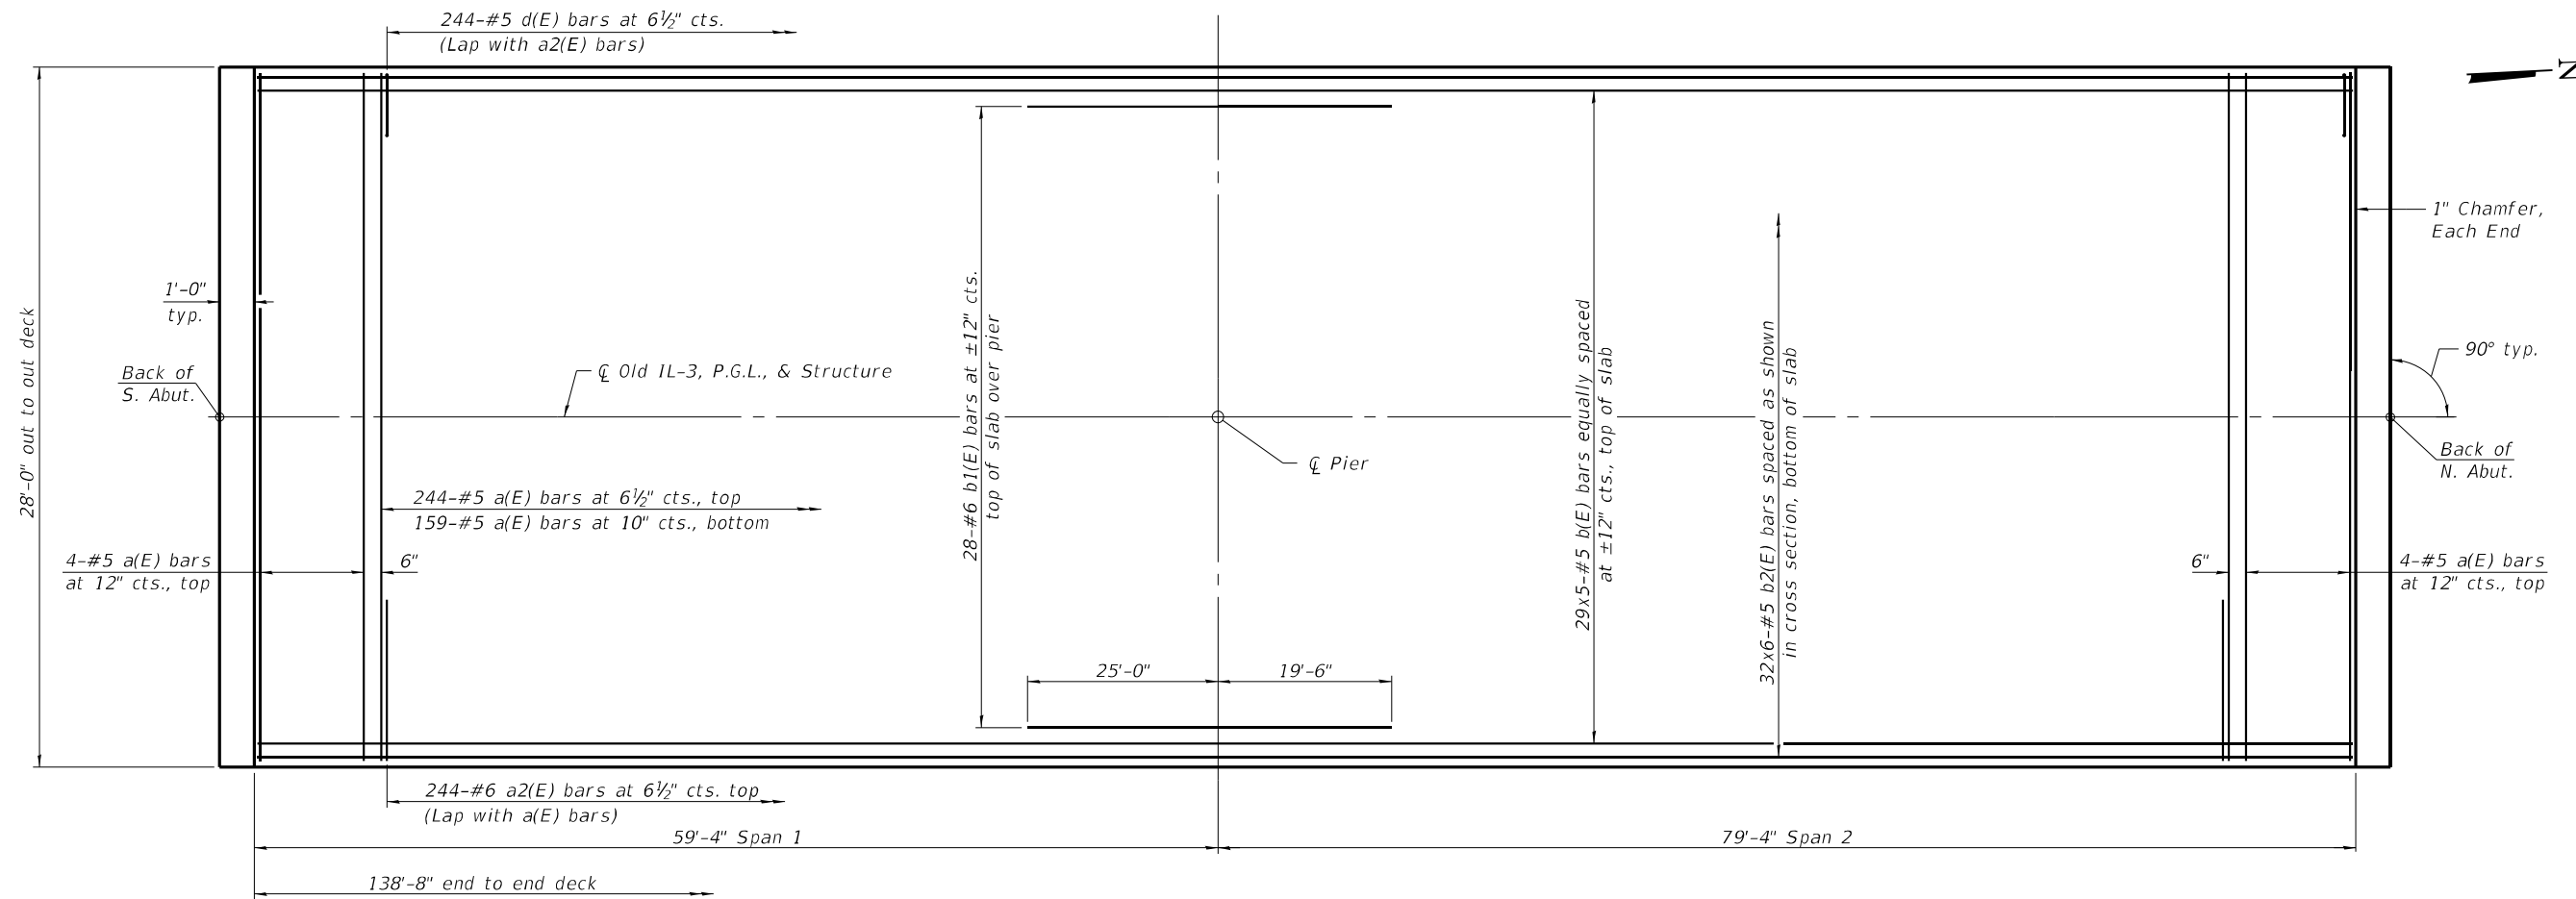 244-#5 d(E) bars at 6½" cts.
(Lap with a2(E) bars)
N
1" Chamfer,
Each End
28'-0" out to out deck
1'-0"
typ.
Back of
S. Abut.
℄ Old IL-3, P.G.L., & Structure
28-#6 b1(E) bars at ±12" cts.
top of slab over pier
℄ Pier
29x5-#5 b(E) bars equally spaced
at ±12" cts., top of slab
32x6-#5 b2(E) bars spaced as shown
in cross section, bottom of slab
90° typ.
Back of
N. Abut.
244-#5 a(E) bars at 6½" cts., top
159-#5 a(E) bars at 10" cts., bottom
4-#5 a(E) bars
at 12" cts., top
6"
6"
4-#5 a(E) bars
at 12" cts., top
25'-0"
19'-6"
244-#6 a2(E) bars at 6½" cts. top
(Lap with a(E) bars)
59'-4" Span 1
79'-4" Span 2
138'-8" end to end deck